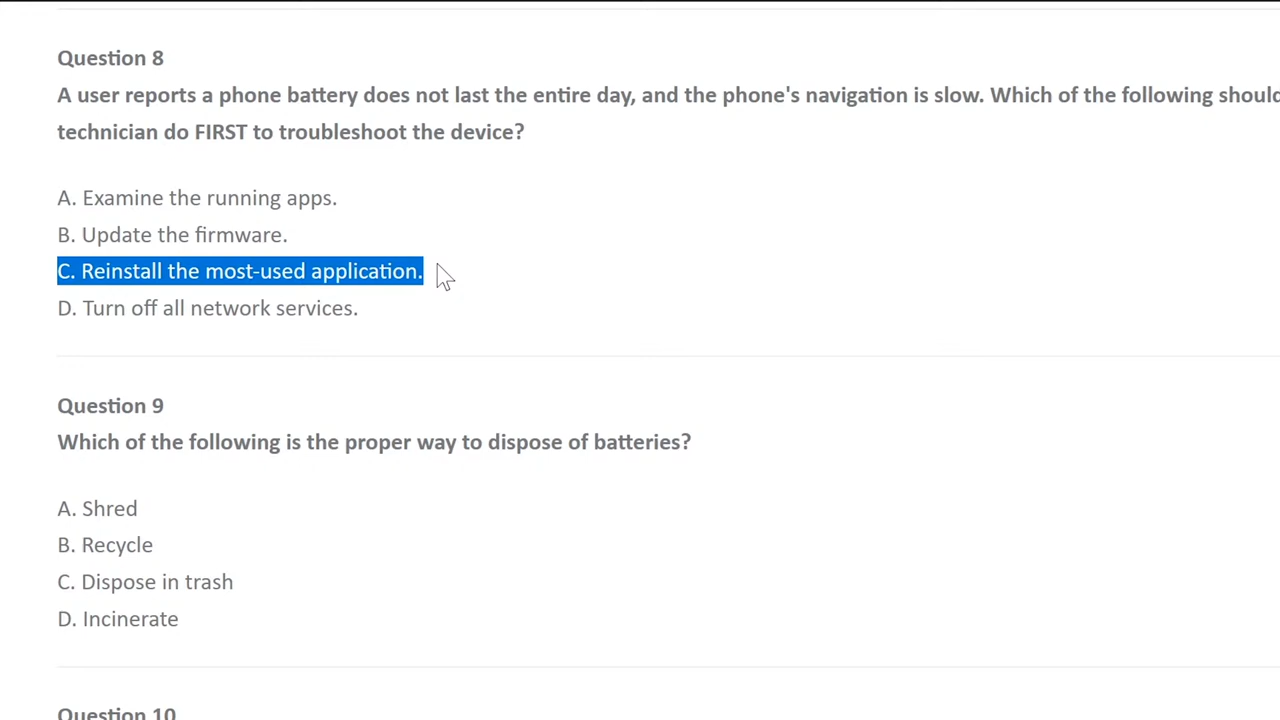 Question 8
A user reports a phone battery does not last the entire day, and the phone's navigation is slow. Which of the following should
technician do FIRST to troubleshoot the device?
A. Examine the running apps.
B. Update the firmware.
C. Reinstall the most-used application.
D. Turn off all network services.
Question 9
Which of the following is the proper way to dispose of batteries?
A. Shred
B. Recycle
C. Dispose in trash
D. Incinerate
Question 10